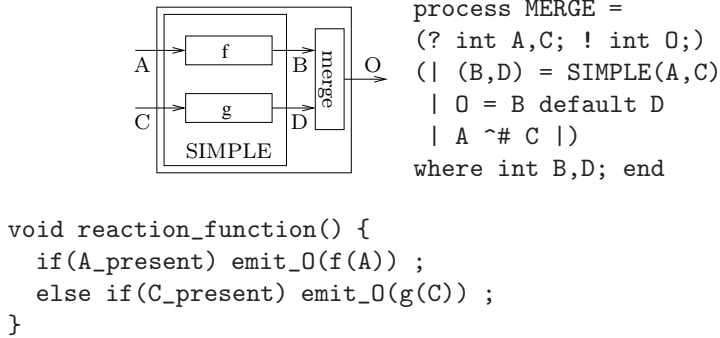 f
A
B
merge
O
g
C
D
SIMPLE
process MERGE =
(? int A,C; ! int O;)
(| (B,D) = SIMPLE(A,C)
| O = B default D
| A ^# C |)
where int B,D; end
void reaction_function() {
if(A_present) emit_O(f(A)) ;
else if(C_present) emit_O(g(C)) ;
}